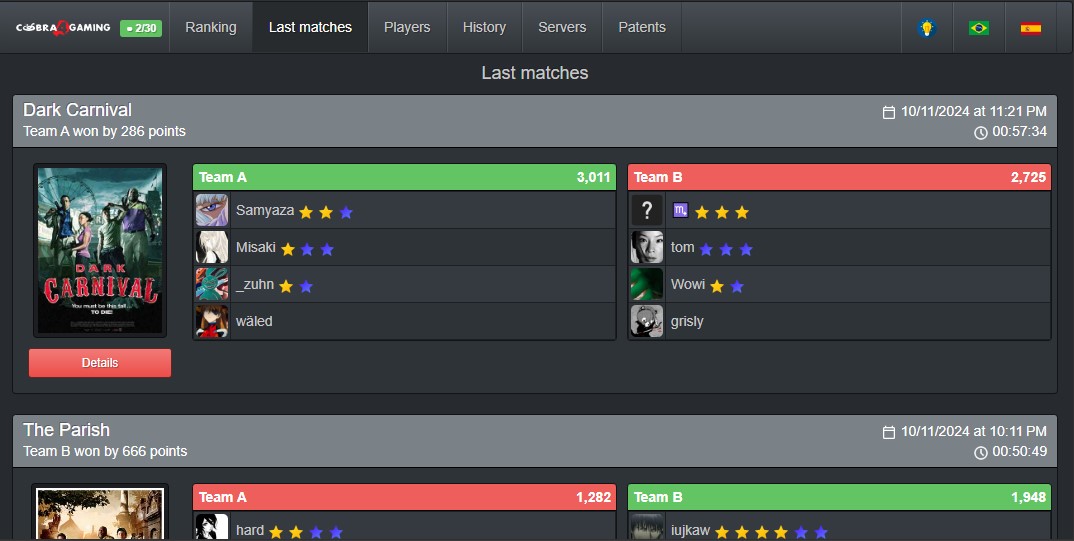 COBRA GAMING 2/30 Ranking Last matches Players History Servers Patents
Last matches
Dark Carnival
10/11/2024 at 11:21 PM
Team A won by 286 points
00:57:34
DARK
CARNIVAL
You must be this tall...
TO DIE!
Details
Team A 3,011
Samyaza
Misaki
_zuhn
wäled
Team B 2,725
?
♏
tom
Wowi
grisly
The Parish
10/11/2024 at 10:11 PM
Team B won by 666 points
00:50:49
Team A 1,282
hard
Team B 1,948
iujkaw